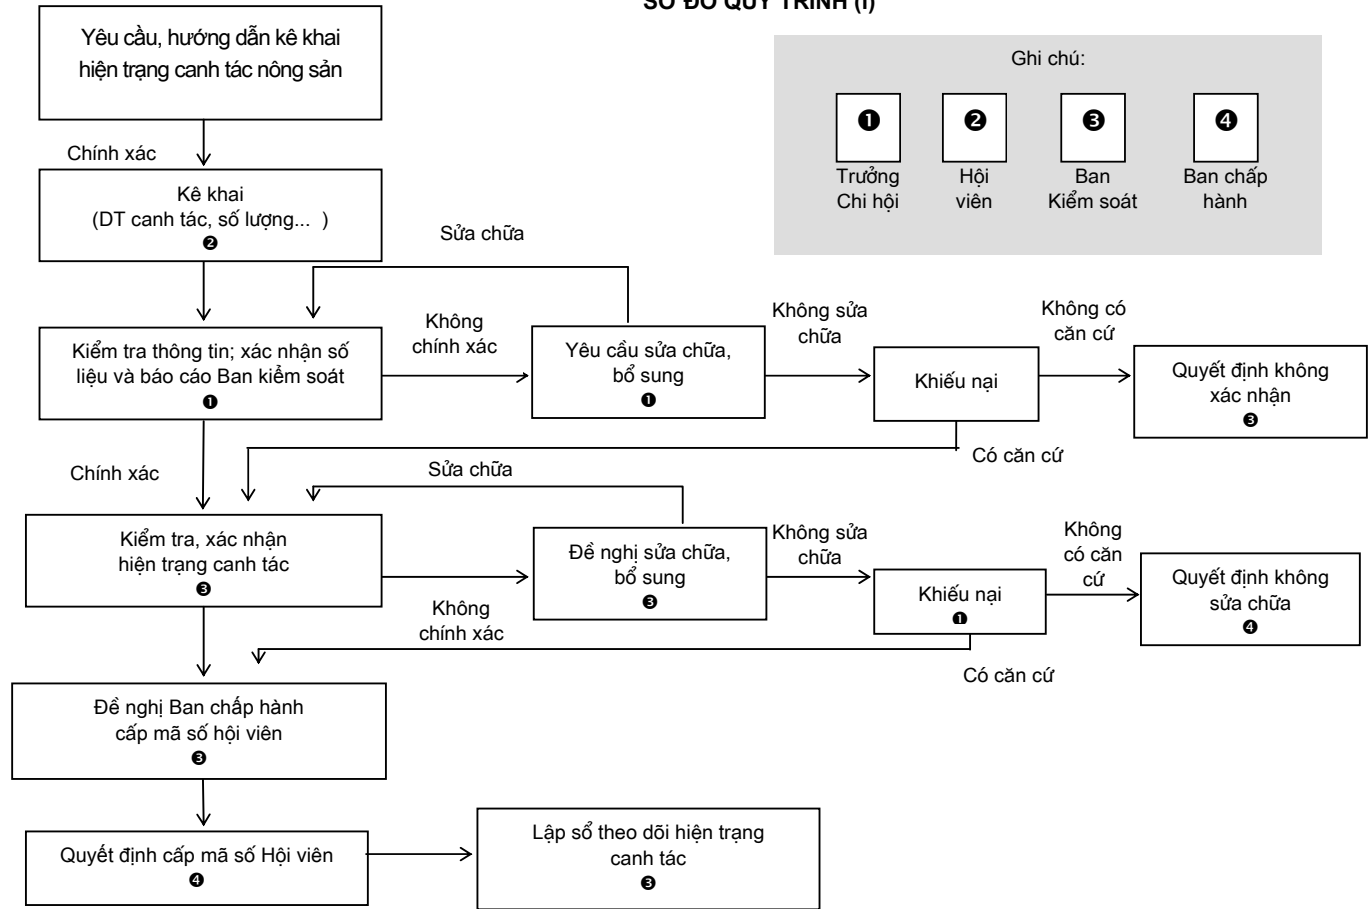 SƠ ĐỒ QUY TRÌNH (I)
Yêu cầu, hướng dẫn kê khai
hiện trạng canh tác nông sản
Ghi chú:
❶
❷
❸
❹
Trưởng
Chi hội
Hội
viên
Ban
Kiểm soát
Ban chấp
hành
Chính xác
Kê khai
(DT canh tác, số lượng... )
❷
Sửa chữa
Kiểm tra thông tin; xác nhận số
liệu và báo cáo Ban kiểm soát
❶
Không
chính xác
Yêu cầu sửa chữa,
bổ sung
❶
Không sửa
chữa
Khiếu nại
Không có
căn cứ
Quyết định không
xác nhận
❸
Có căn cứ
Chính xác
Sửa chữa
Kiểm tra, xác nhận
hiện trạng canh tác
❸
Không
chính xác
Đề nghị sửa chữa,
bổ sung
❸
Không sửa
chữa
Khiếu nại
❶
Không
có căn
cứ
Quyết định không
sửa chữa
❹
Có căn cứ
Đề nghị Ban chấp hành
cấp mã số hội viên
❸
Quyết định cấp mã số Hội viên
❹
Lập sổ theo dõi hiện trạng
canh tác
❸